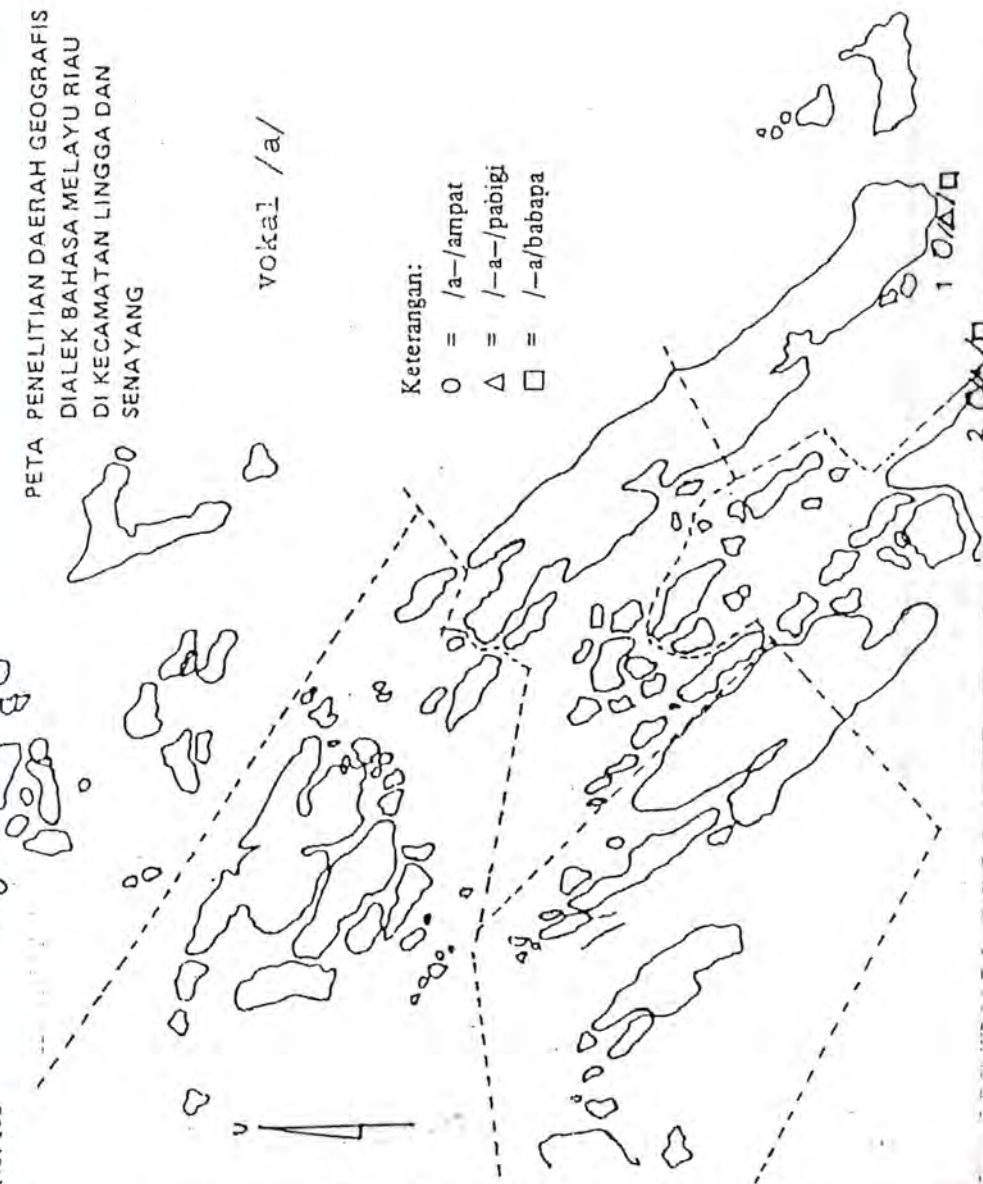 PETA PENELITIAN DAERAH GEOGRAFIS
DIALEK BAHASA MELAYU RIAU
DI KECAMATAN LINGGA DAN
SENAYANG
vokal /a/
Keterangan:
O = /a–/ampat
△ = /–a–/pabigi
□ = /–a/babapa
1 O/△/□
2